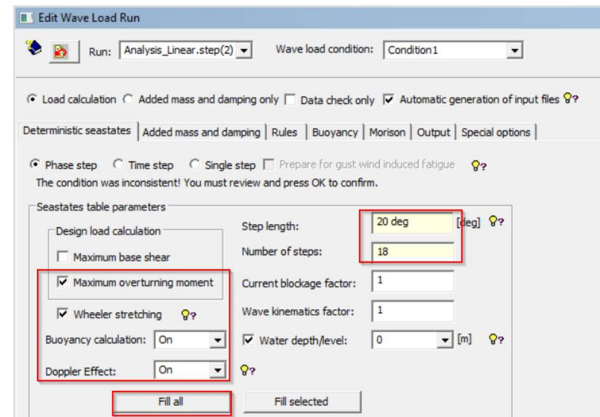 Edit Wave Load Run
Run: Analysis_Linear.step(2) Wave load condition: Condition1
Load calculation Added mass and damping only Data check only Automatic generation of input files
Deterministic seastates Added mass and damping Rules Buoyancy Morison Output Special options
Phase step Time step Single step Prepare for gust wind induced fatigue
The condition was inconsistent! You must review and press OK to confirm.
Seastates table parameters
Design load calculation
Maximum base shear
Maximum overturning moment
Wheeler stretching
Buoyancy calculation: On
Doppler Effect: On
Step length: 20 deg [deg]
Number of steps: 18
Current blockage factor: 1
Wave kinematics factor: 1
Water depth/level: 0 [m]
Fill all Fill selected